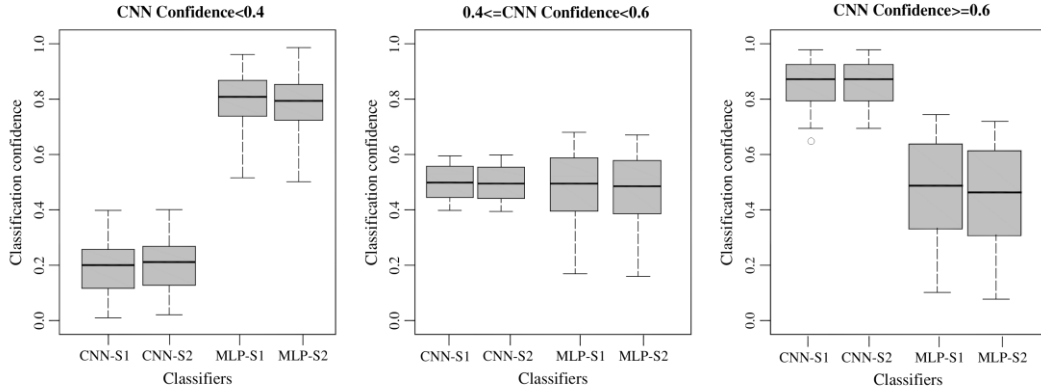 CNN Confidence<0.4
Classification confidence
1.0
0.8
0.6
0.4
0.2
0.0
CNN-S1 CNN-S2 MLP-S1 MLP-S2
Classifiers
0.4<=CNN Confidence<0.6
Classification confidence
1.0
0.8
0.6
0.4
0.2
0.0
CNN-S1 CNN-S2 MLP-S1 MLP-S2
Classifiers
CNN Confidence>=0.6
Classification confidence
1.0
0.8
0.6
0.4
0.2
0.0
CNN-S1 CNN-S2 MLP-S1 MLP-S2
Classifiers